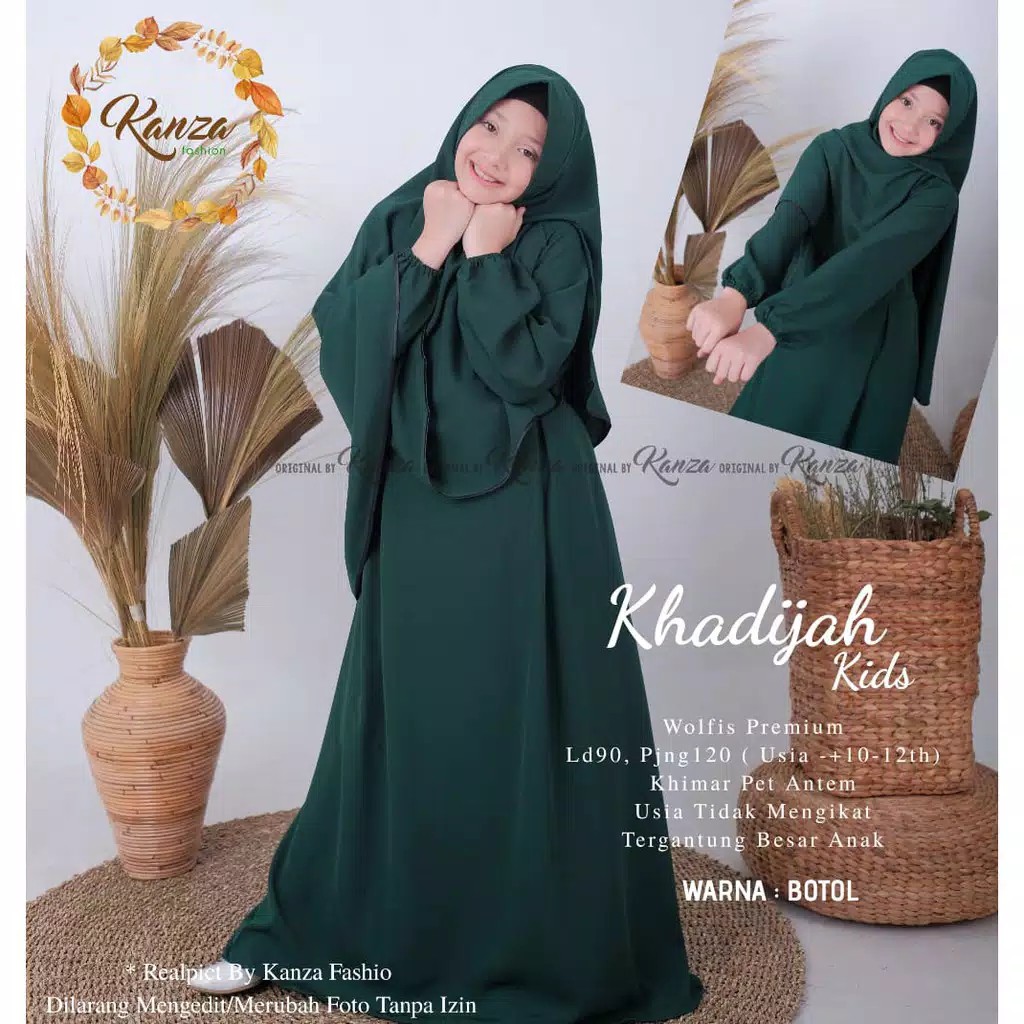 Kanza
fashion
ORIGINAL BY Kanza ORIGINAL BY Kanza ORIGINAL BY Kanza ORIGINAL BY Kanza
Khadijah
Kids
Wolfis Premium
Ld90, Pjng120 ( Usia -+10-12th)
Khimar Pet Antem
Usia Tidak Mengikat
Tergantung Besar Anak
WARNA : BOTOL
* Realpict By Kanza Fashio
Dilarang Mengedit/Merubah Foto Tanpa Izin